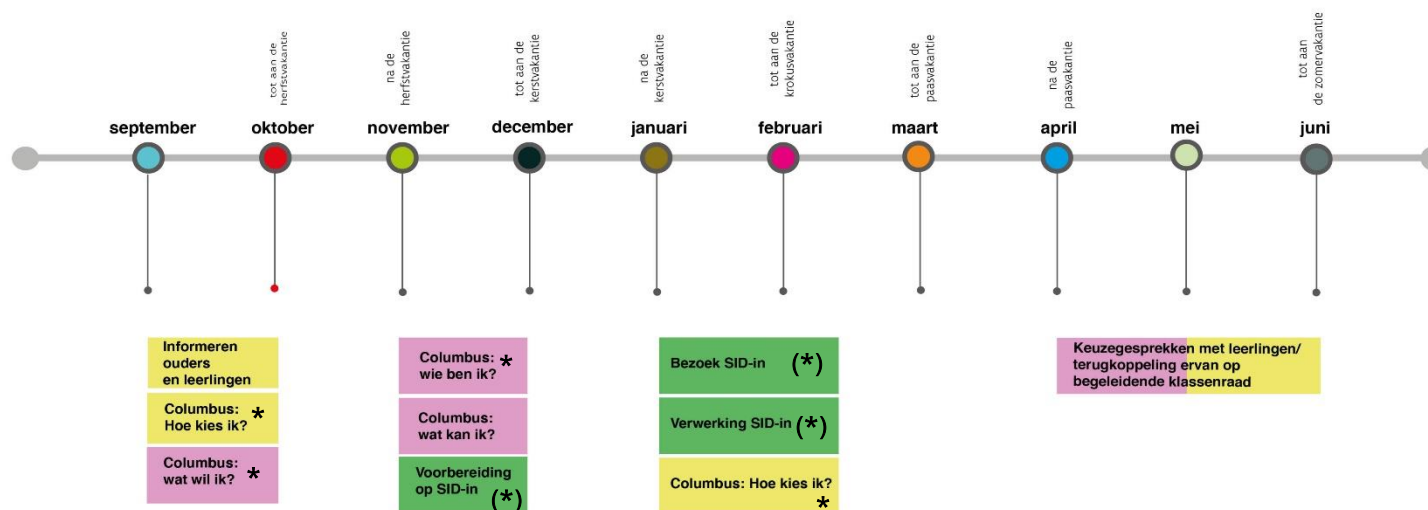 tot aan de
herfstvakantie
na de
herfstvakantie
tot aan de
kerstvakantie
na de
kerstvakantie
tot aan de
krokusvakantie
tot aan de
paasvakantie
na de
paasvakantie
tot aan
de zomervakantie
september
oktober
november
december
januari
februari
maart
april
mei
juni
Informeren
ouders
en leerlingen
Columbus: *
Hoe kies ik?
Columbus:
wat wil ik? *
Columbus: *
wie ben ik?
Columbus:
wat kan ik?
Voorbereiding
op SID-in (*)
Bezoek SID-in (*)
Verwerking SID-in (*)
Columbus: Hoe kies ik?
*
Keuzegesprekken met leerlingen/
terugkoppeling ervan op
begeleidende klassenraad